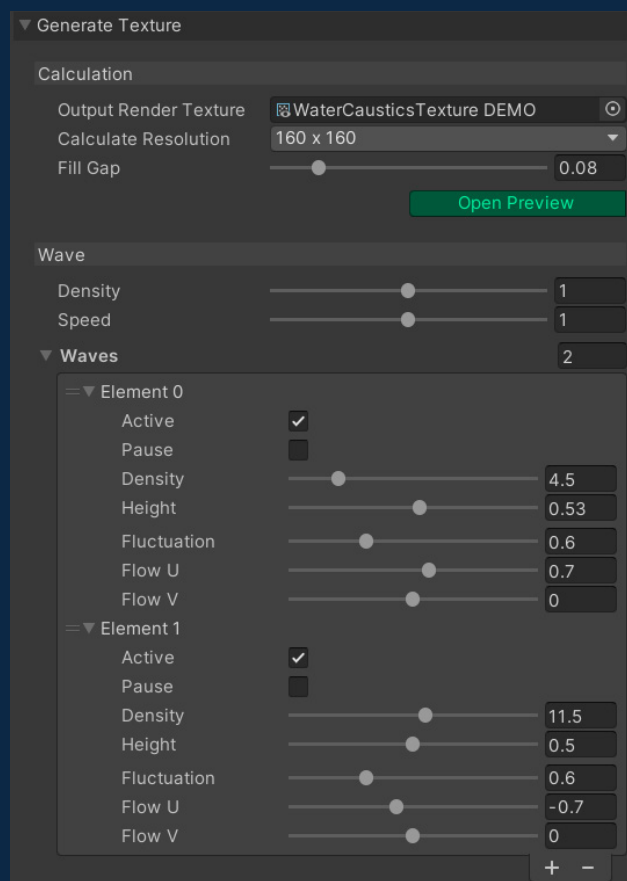 Generate Texture
Calculation
Output Render Texture WaterCausticsTexture DEMO
Calculate Resolution 160 x 160
Fill Gap 0.08
Open Preview
Wave
Density 1
Speed 1
Waves 2
Element 0
Active
Pause
Density 4.5
Height 0.53
Fluctuation 0.6
Flow U 0.7
Flow V 0
Element 1
Active
Pause
Density 11.5
Height 0.5
Fluctuation 0.6
Flow U -0.7
Flow V 0
+ -